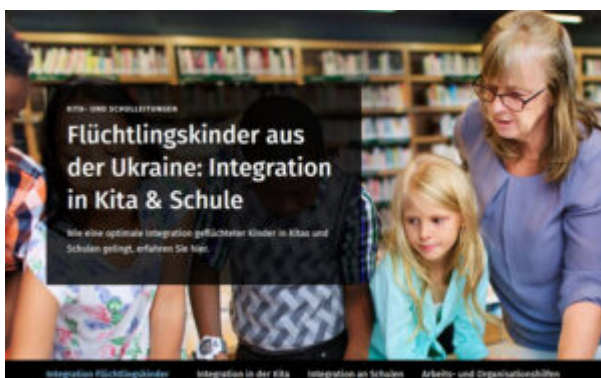 KITA- UND SCHULLEITUNGEN
Flüchtlingskinder aus
der Ukraine: Integration
in Kita & Schule
Wie eine optimale Integration geflüchteter Kinder in Kitas und
Schulen gelingt, erfahren Sie hier.
Integration Flüchtlingskinder Integration in der Kita Integration an Schulen Arbeits- und Organisationshilfen